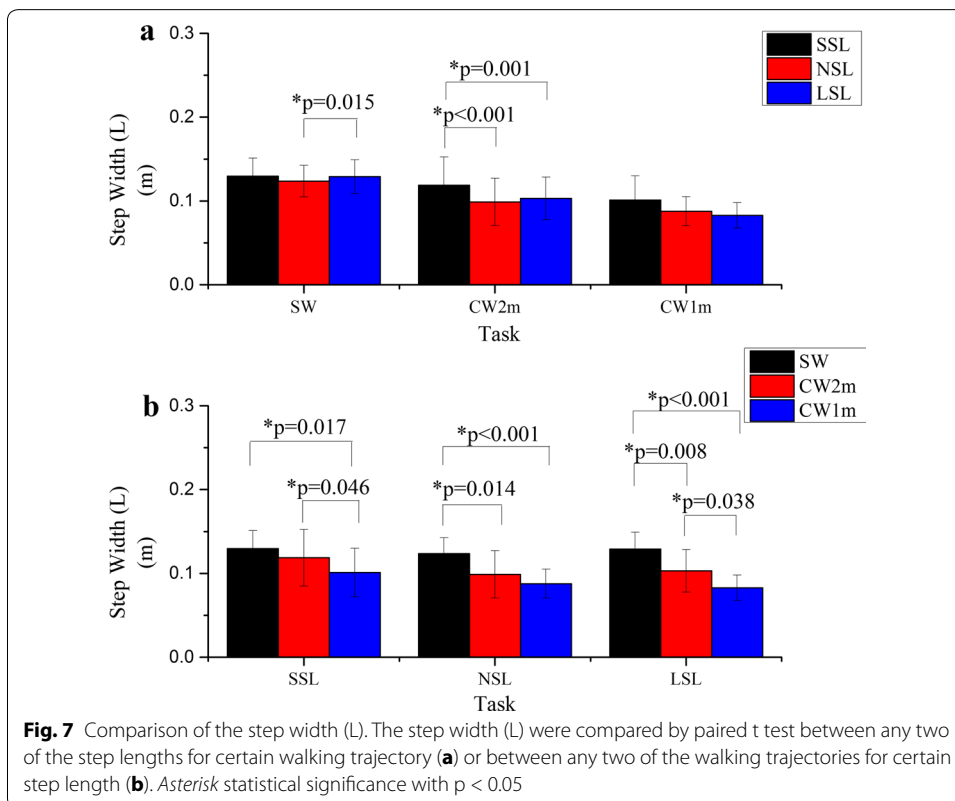 a
0.3
SSL
NSL
LSL
*p=0.001
*p=0.015
*p<0.001
0.2
Step Width (L)
(m)
0.1
0.0
SW CW2m CW1m
Task
SW
CW2m
CW1m
b
0.3
*p<0.001
*p=0.017 *p<0.001 *p=0.008
*p=0.046 *p=0.014 *p=0.038
0.2
Step Width (L)
(m)
0.1
0.0
SSL NSL LSL
Task
Fig. 7 Comparison of the step width (L). The step width (L) were compared by paired t test between any two
of the step lengths for certain walking trajectory (a) or between any two of the walking trajectories for certain
step length (b). Asterisk statistical significance with p < 0.05